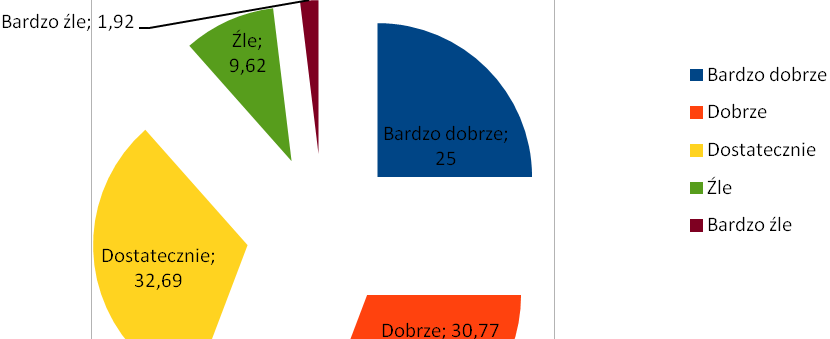 Bardzo źle; 1,92
Źle;
9,62
Bardzo dobrze;
25
Dostatecznie;
32,69
Dobrze; 30,77
Bardzo dobrze
Dobrze
Dostatecznie
Źle
Bardzo źle